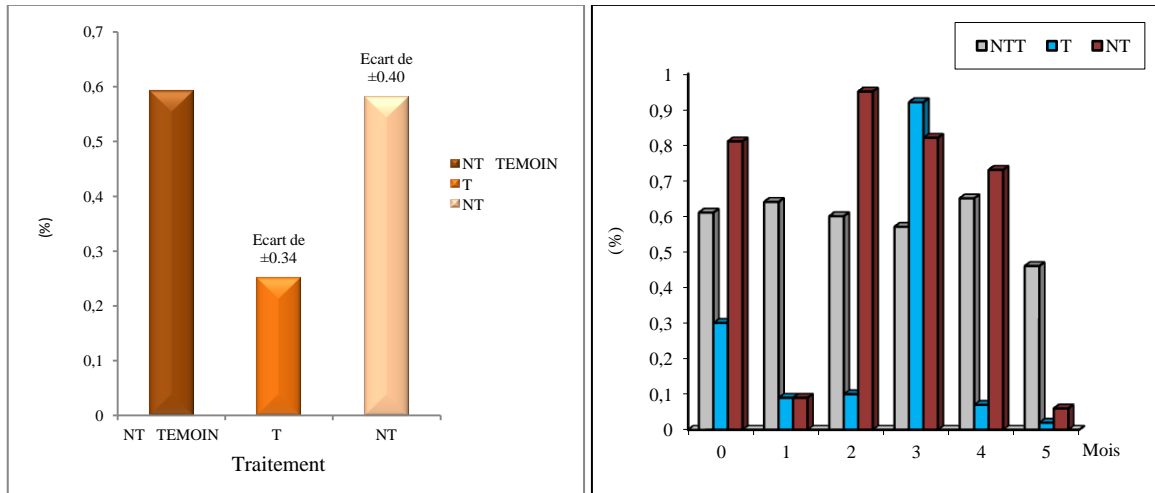 0,7
0,6
0,5
0,4
0,3
0,2
0,1
0
(%)
Ecart de
±0.34
Ecart de
±0.40
NT TEMOIN
T
NT
NT TEMOIN T NT
Traitement
NTT T NT
1
0,9
0,8
0,7
0,6
0,5
0,4
0,3
0,2
0,1
0
(%)
0 1 2 3 4 5 Mois